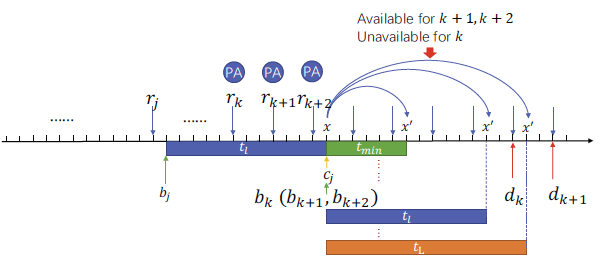 Available for k + 1, k + 2
Unavailable for k
PA PA PA
...... r_j ...... r_k r_{k+1} r_{k+2}
x x′ x′ x′
t_l t_{min}
b_j c_j d_k d_{k+1}
b_k (b_{k+1}, b_{k+2})
t_l
t_L